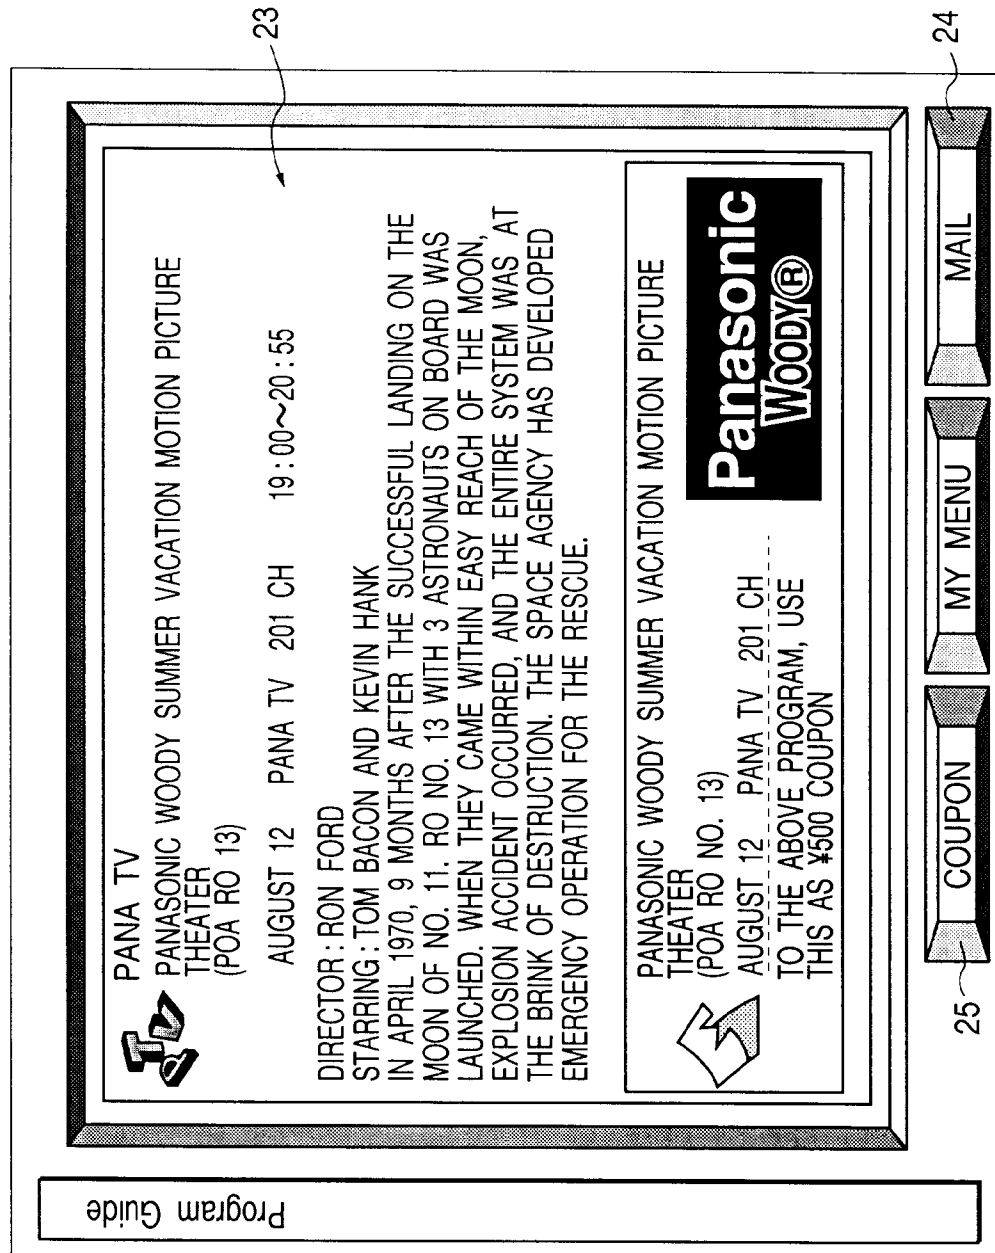 Program Guide
PANA TV
PANASONIC WOODY SUMMER VACATION MOTION PICTURE
THEATER
(POA RO 13)
AUGUST 12 PANA TV 201 CH 19:00~20:55
DIRECTOR: RON FORD
STARRING: TOM BACON AND KEVIN HANK
IN APRIL 1970, 9 MONTHS AFTER THE SUCCESSFUL LANDING ON THE
MOON OF NO. 11. RO NO. 13 WITH 3 ASTRONAUTS ON BOARD WAS
LAUNCHED. WHEN THEY CAME WITHIN EASY REACH OF THE MOON,
EXPLOSION ACCIDENT OCCURRED, AND THE ENTIRE SYSTEM WAS AT
THE BRINK OF DESTRUCTION. THE SPACE AGENCY HAS DEVELOPED
EMERGENCY OPERATION FOR THE RESCUE.
PANASONIC WOODY SUMMER VACATION MOTION PICTURE
THEATER
(POA RO NO. 13)
AUGUST 12 PANA TV 201 CH
TO THE ABOVE PROGRAM, USE
THIS AS ¥500 COUPON
Panasonic
WOODY®
COUPON
MY MENU
MAIL
23
24
25